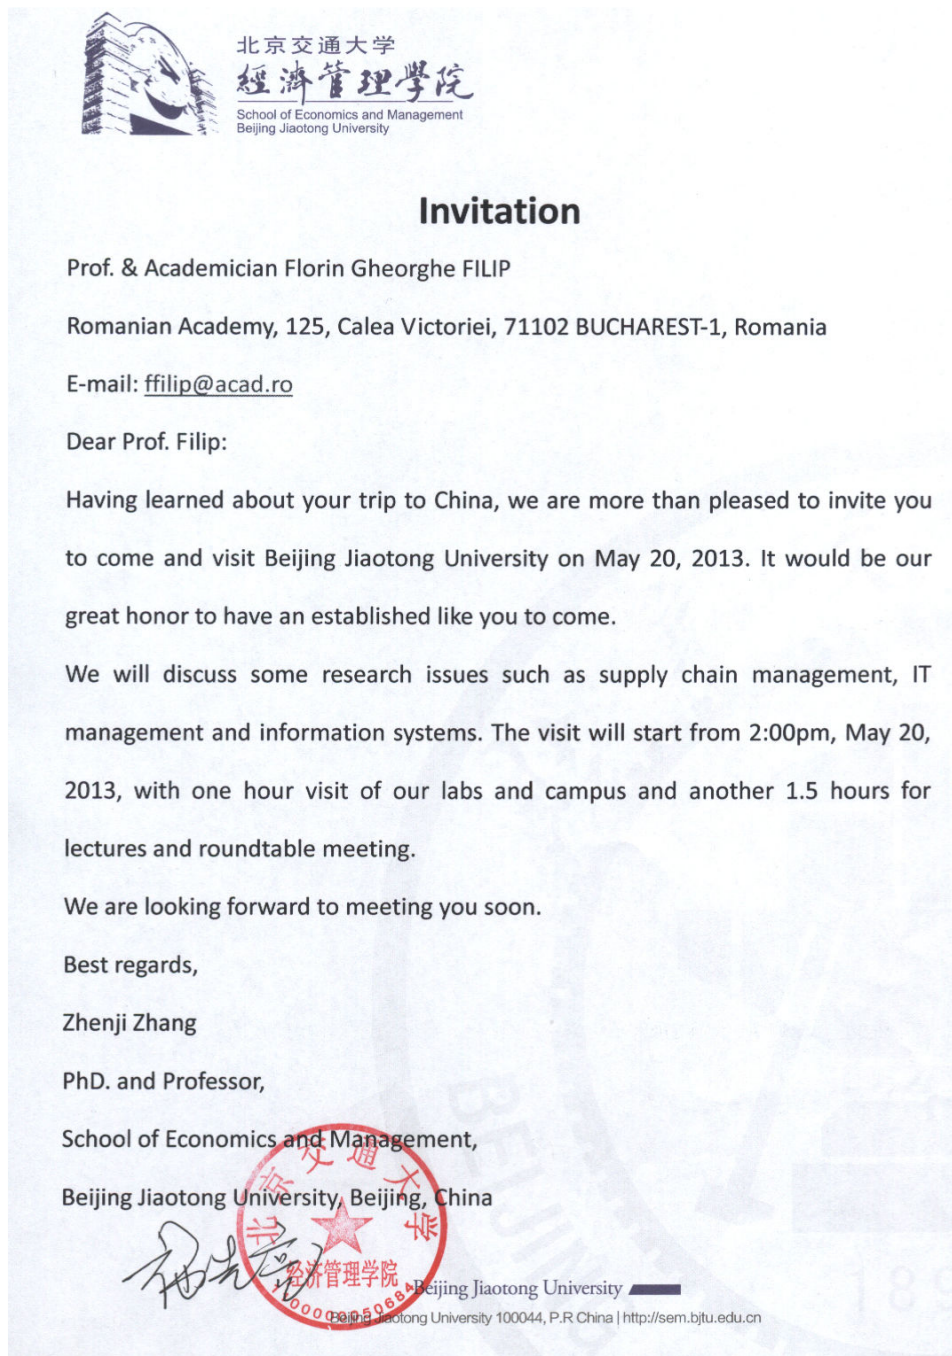 北京交通大学
經濟管理學院
School of Economics and Management
Beijing Jiaotong University
Invitation
Prof. & Academician Florin Gheorghe FILIP
Romanian Academy, 125, Calea Victoriei, 71102 BUCHAREST-1, Romania
E-mail: ffilip@acad.ro
Dear Prof. Filip:
Having learned about your trip to China, we are more than pleased to invite you
to come and visit Beijing Jiaotong University on May 20, 2013. It would be our
great honor to have an established like you to come.
We will discuss some research issues such as supply chain management, IT
management and information systems. The visit will start from 2:00pm, May 20,
2013, with one hour visit of our labs and campus and another 1.5 hours for
lectures and roundtable meeting.
We are looking forward to meeting you soon.
Best regards,
Zhenji Zhang
PhD. and Professor,
School of Economics and Management,
Beijing Jiaotong University, Beijing, China
北京交通大学
经济管理学院
Beijing Jiaotong University
Beijing Jiaotong University 100044, P.R China | http://sem.bjtu.edu.cn
BEIJING